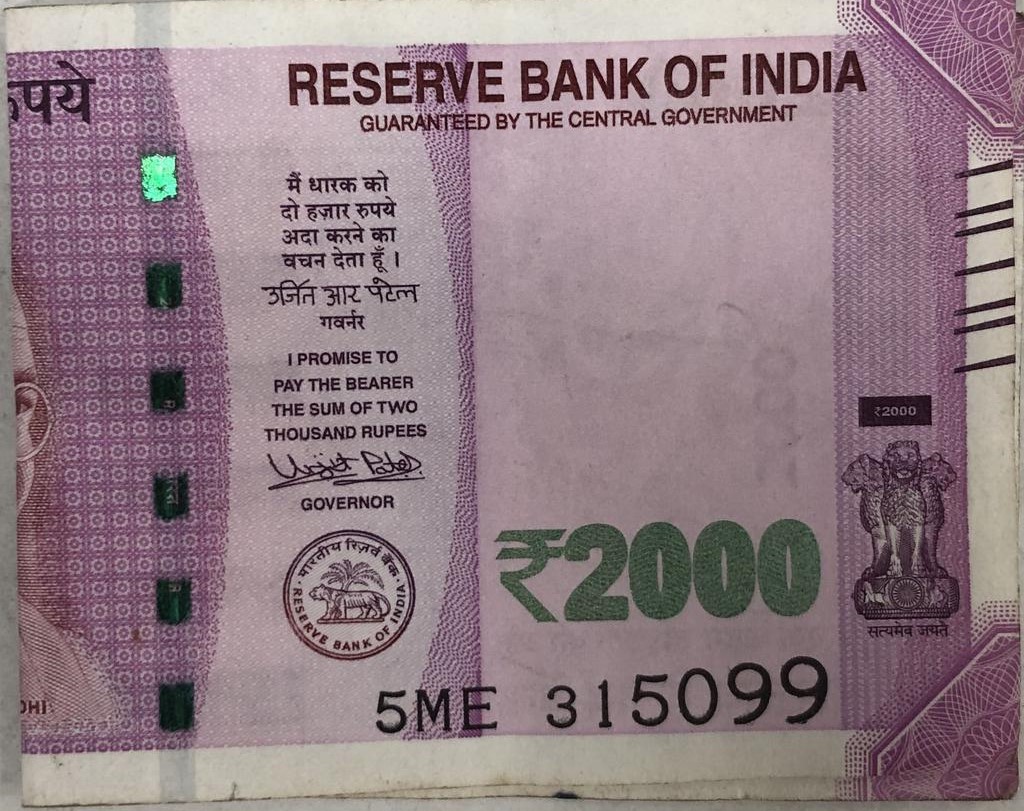 रुपये
RESERVE BANK OF INDIA
GUARANTEED BY THE CENTRAL GOVERNMENT
मैं धारक को
दो हज़ार रुपये
अदा करने का
वचन देता हूँ ।
उर्जित आर पटेल
गवर्नर
I PROMISE TO
PAY THE BEARER
THE SUM OF TWO
THOUSAND RUPEES
Urjit Patel
GOVERNOR
भारतीय रिज़र्व बैंक
RESERVE BANK OF INDIA
₹2000
₹2000
सत्यमेव जयते
5ME 315099